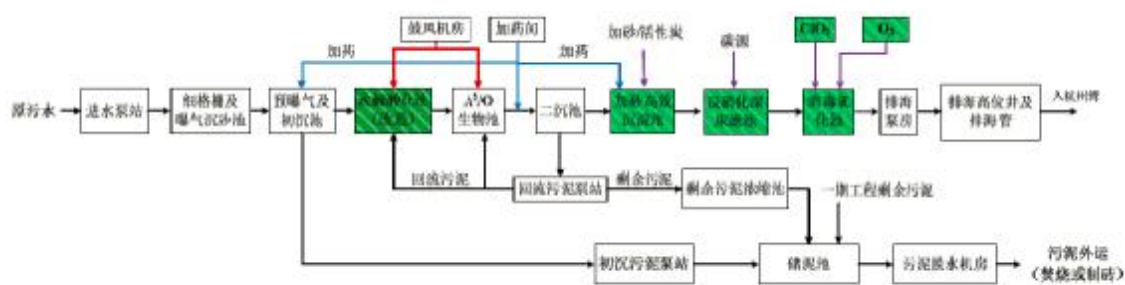 鼓风机房
加药间
加砂/活性炭
碳源
ClO₂
O₃
加药
加药
原污水
进水泵站
细格栅及
曝气沉砂池
预曝气及
初沉池
A²/O
生物池
二沉池
加砂高效
沉淀池
反硝化深
床滤池
排海
泵房
排海高位井及
排海管
入杭州湾
回流污泥
回流污泥泵站
剩余污泥
剩余污泥浓缩池
一期工程剩余污泥
初沉污泥泵站
储泥池
污泥脱水机房
污泥外运
(焚烧或制砖)